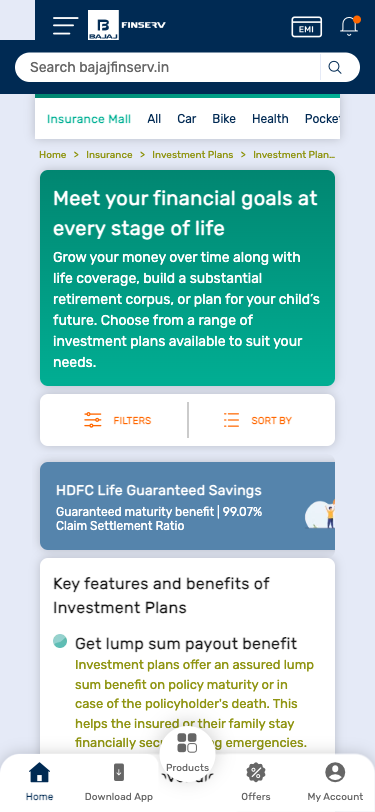 B
BAJAJ
FINSERV
EMI
Search bajajfinserv.in
Insurance Mall All Car Bike Health Pocket
Home > Insurance > Investment Plans > Investment Plan...
Meet your financial goals at
every stage of life
Grow your money over time along with
life coverage, build a substantial
retirement corpus, or plan for your child's
future. Choose from a range of
investment plans available to suit your
needs.
FILTERS
SORT BY
HDFC Life Guaranteed Savings
Guaranteed maturity benefit | 99.07%
Claim Settlement Ratio
Key features and benefits of
Investment Plans
Get lump sum payout benefit
Investment plans offer an assured lump
sum benefit on policy maturity or in
case of the policyholder's death. This
helps the insured or their family stay
financially emergencies.
Home
Download App
Products
Offers
My Account